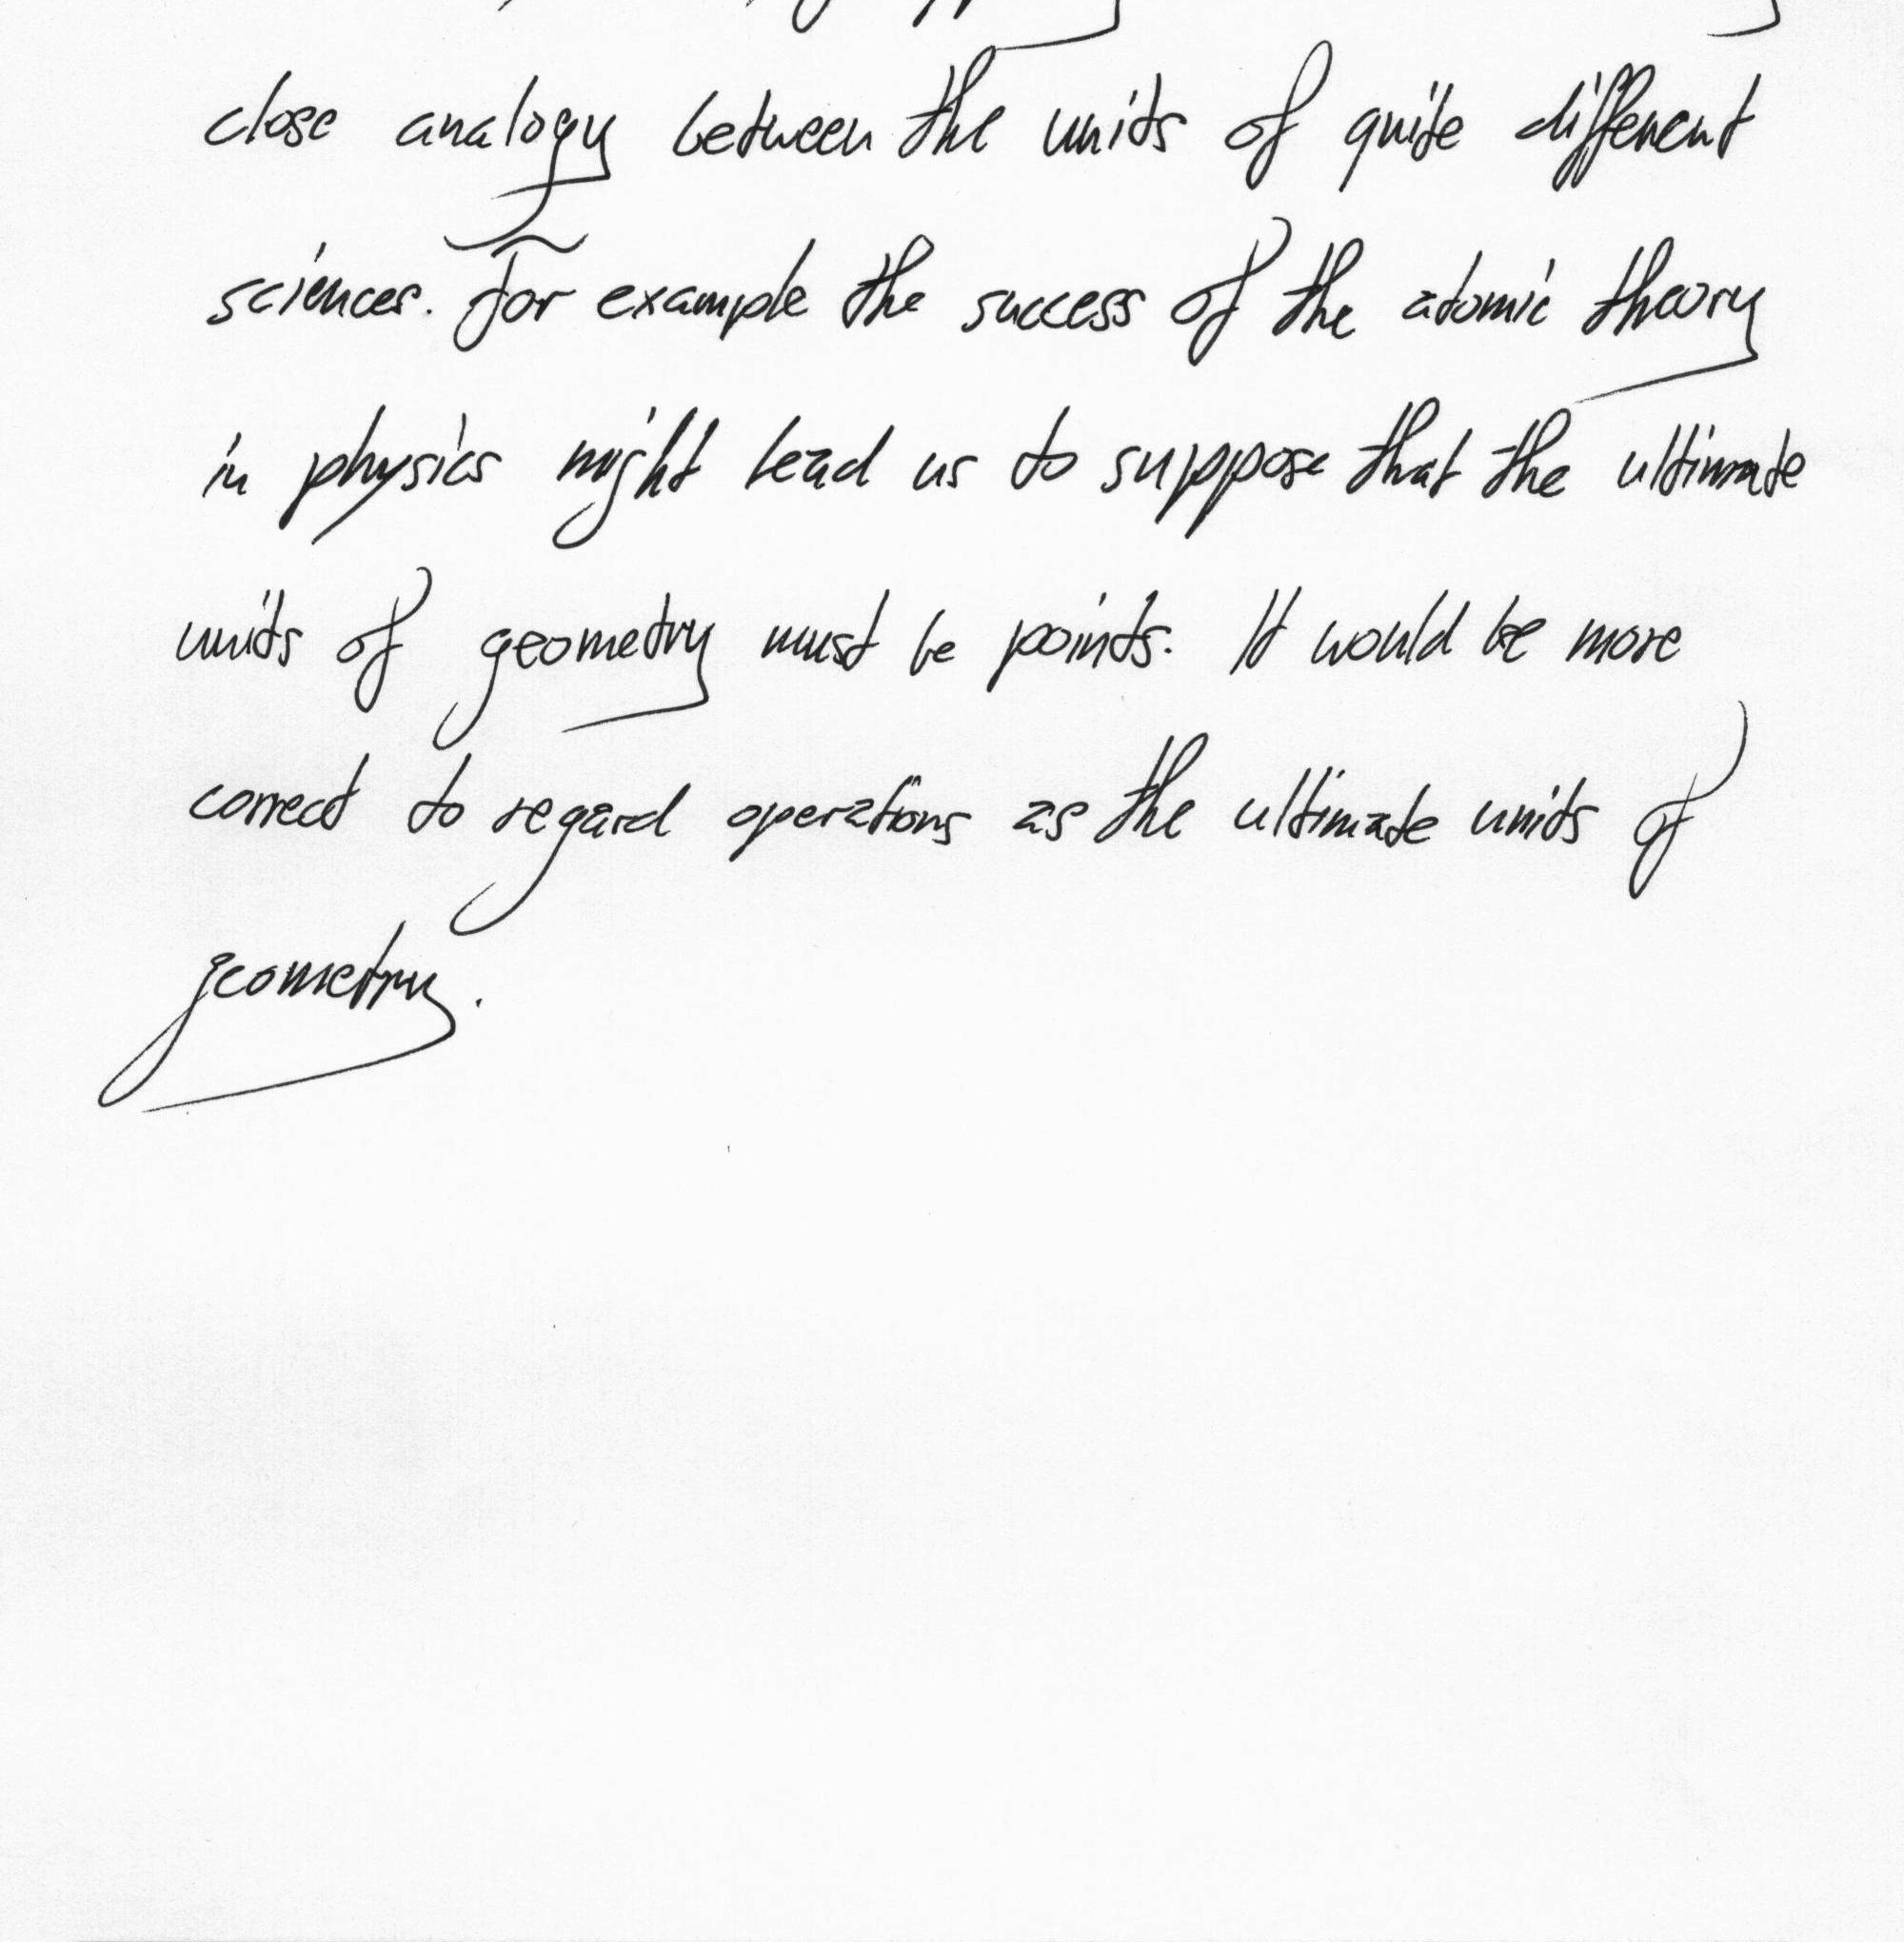 close analogy between the units of quite different
sciences. For example the success of the atomic theory
in physics might lead us to suppose that the ultimate
units of geometry must be points. It would be more
correct to regard operations as the ultimate units of
geometry.